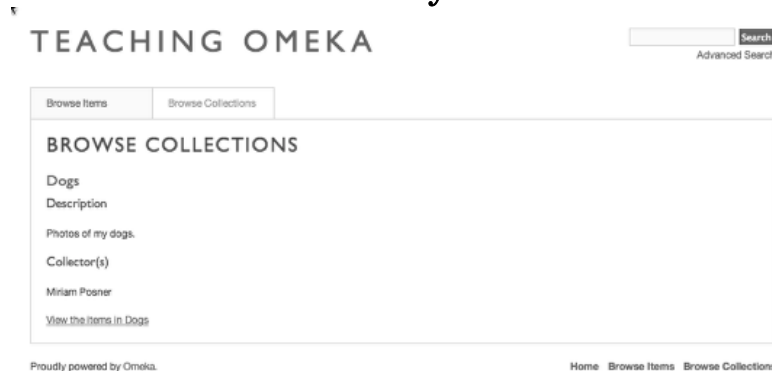 TEACHING OMEKA
Search
Advanced Search
Browse Items Browse Collections
BROWSE COLLECTIONS
Dogs
Description
Photos of my dogs.
Collector(s)
Miriam Posner
View the items in Dogs
Proudly powered by Omeka.
Home Browse Items Browse Collections